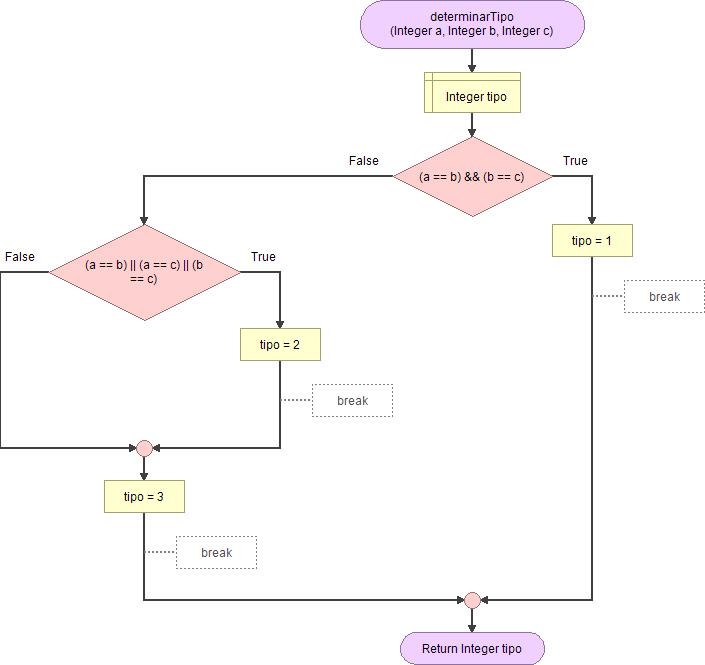 determinarTipo
(Integer a, Integer b, Integer c)
Integer tipo
False
True
(a == b) && (b == c)
tipo = 1
False
True
(a == b) || (a == c) || (b
== c)
break
tipo = 2
break
tipo = 3
break
Return Integer tipo